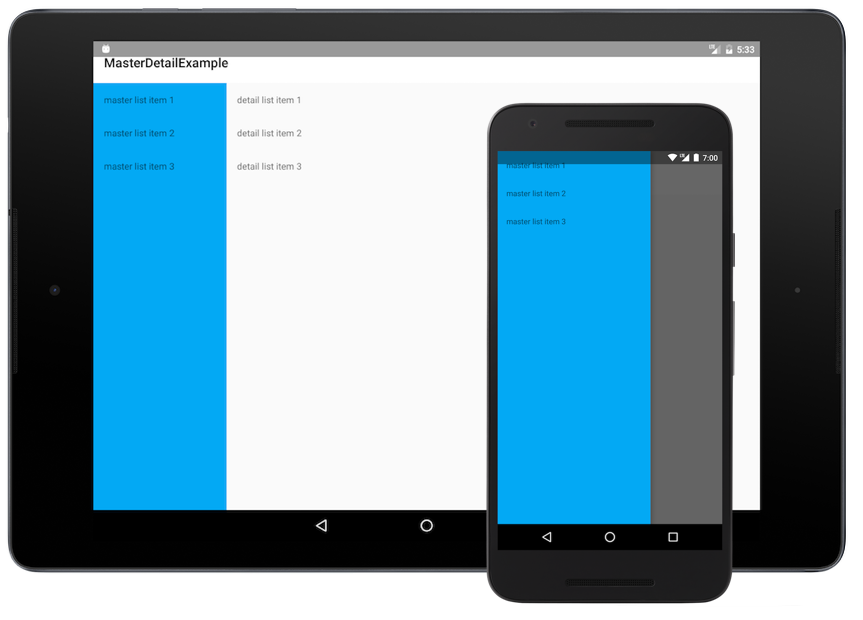 5:33
MasterDetailExample
master list item 1
detail list item 1
master list item 2
detail list item 2
master list item 3
detail list item 3
7:00
master list item 1
master list item 2
master list item 3